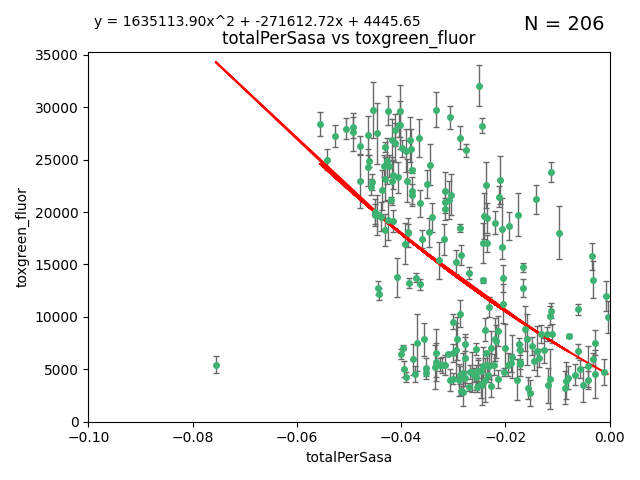 y = 1635113.90x^2 + -271612.72x + 4445.65
N = 206
totalPerSasa vs toxgreen_fluor
35000
30000
25000
20000
15000
10000
5000
0
toxgreen_fluor
−0.10
−0.08
−0.06
−0.04
−0.02
0.00
totalPerSasa